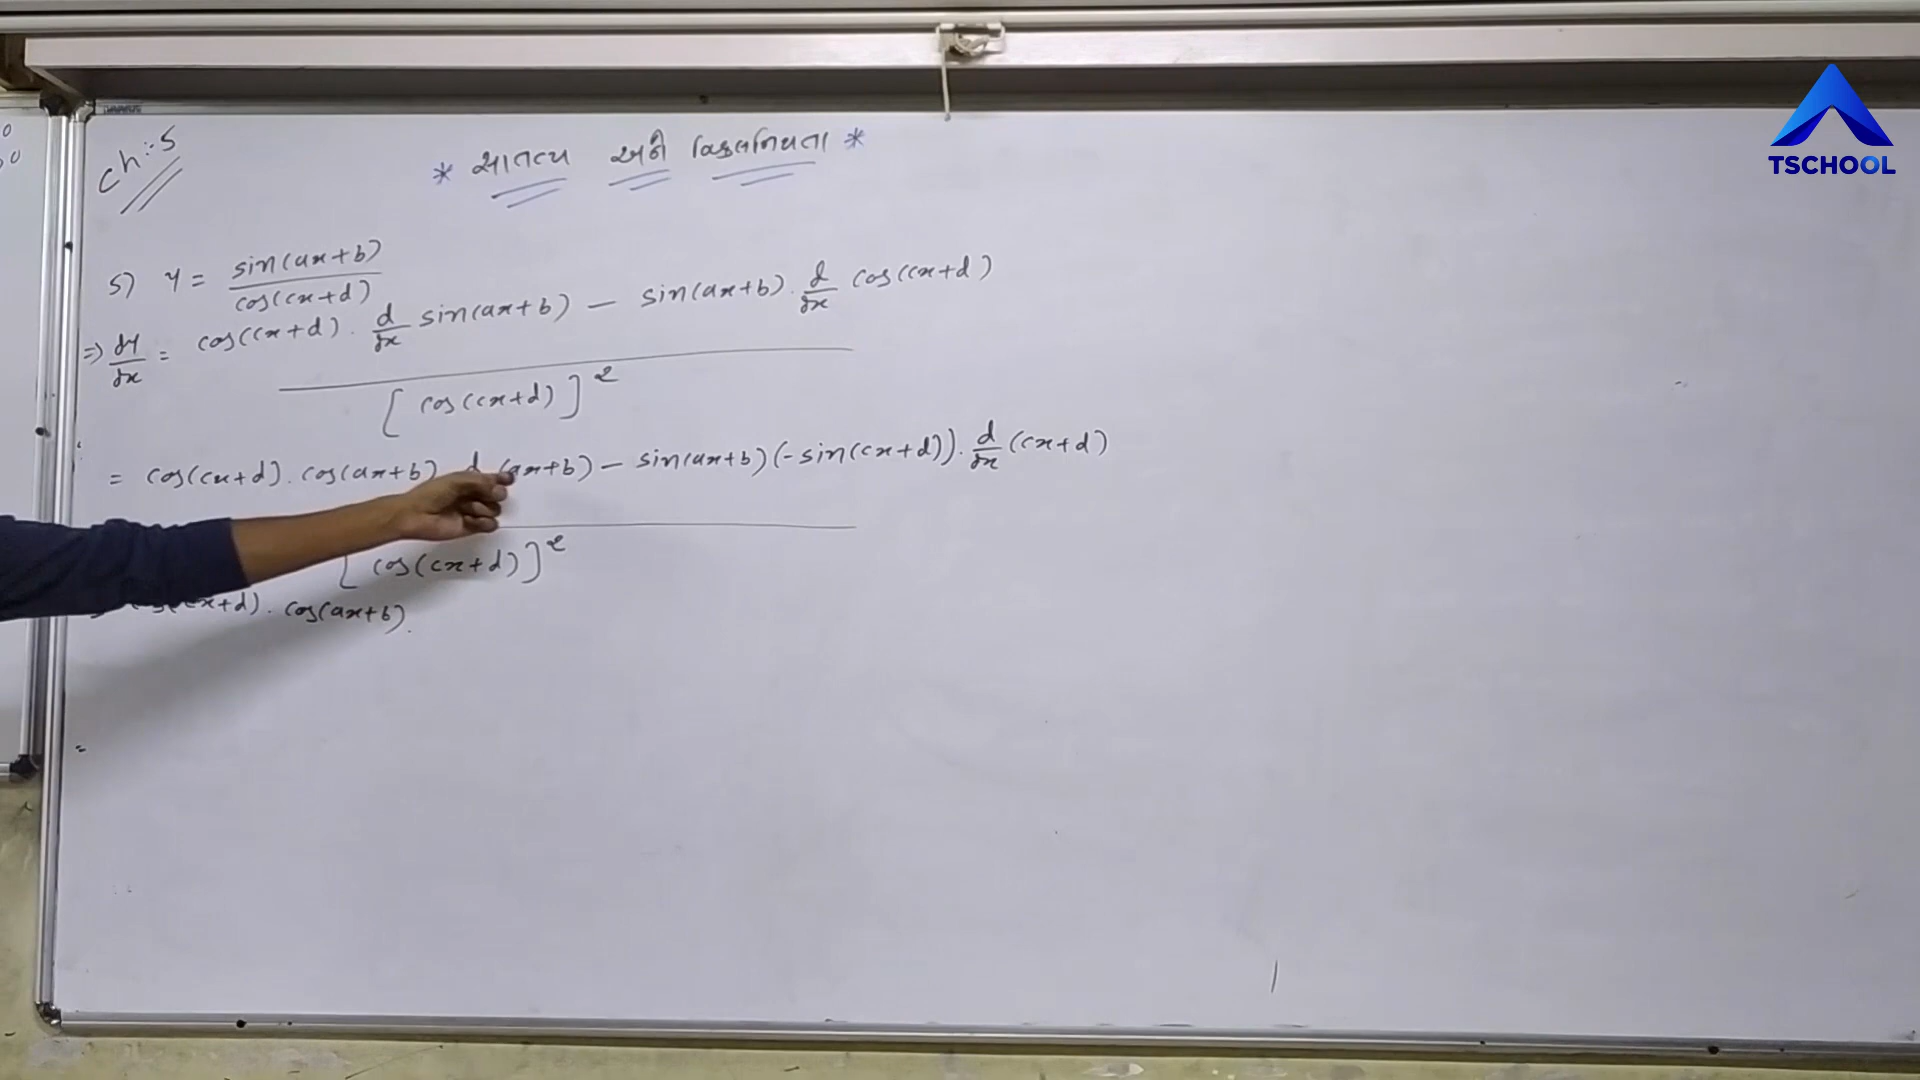 Ch:-5
* સાતત્ય અને વિકલનિયતા *
TSCHOOL
5) y = sin(ax+b) / cos(cx+d)
=> dy/dx = cos(cx+d) . d/dx sin(ax+b) - sin(ax+b) . d/dx cos(cx+d)
[cos(cx+d)]^2
= cos(cx+d) . cos(ax+b) d (ax+b) - sin(ax+b) (-sin(cx+d)) . d/dx (cx+d)
[cos(cx+d)]^2
cos(cx+d) . cos(ax+b).
=